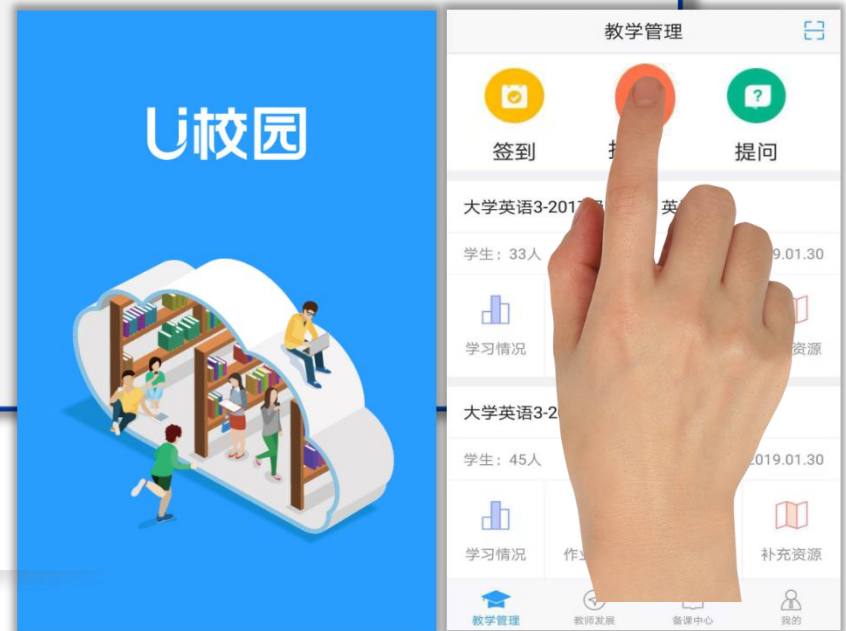 U校园
教学管理
签到
提问
大学英语3-201
英
学生：33人
9.01.30
学习情况
资源
大学英语3-2
学生：45人
2019.01.30
学习情况
作
补充资源
教学管理
教师发展
备课中心
我的